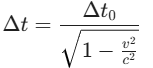 Δt = Δt₀ / √(1 − v²/c²)